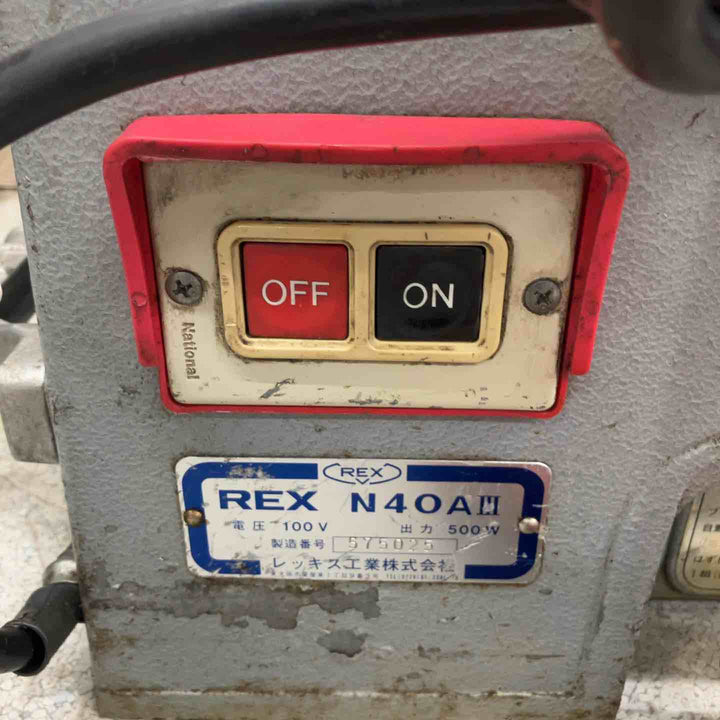 OFF
ON
National
REX
REX N40AIII
電圧 100V 出力 500W
製造番号 575025
レッキス工業株式会社